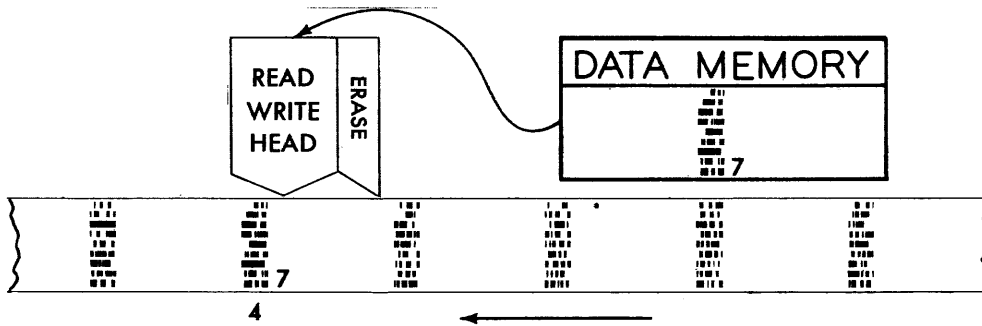 READ
WRITE
HEAD
ERASE
DATA MEMORY
7
7
4